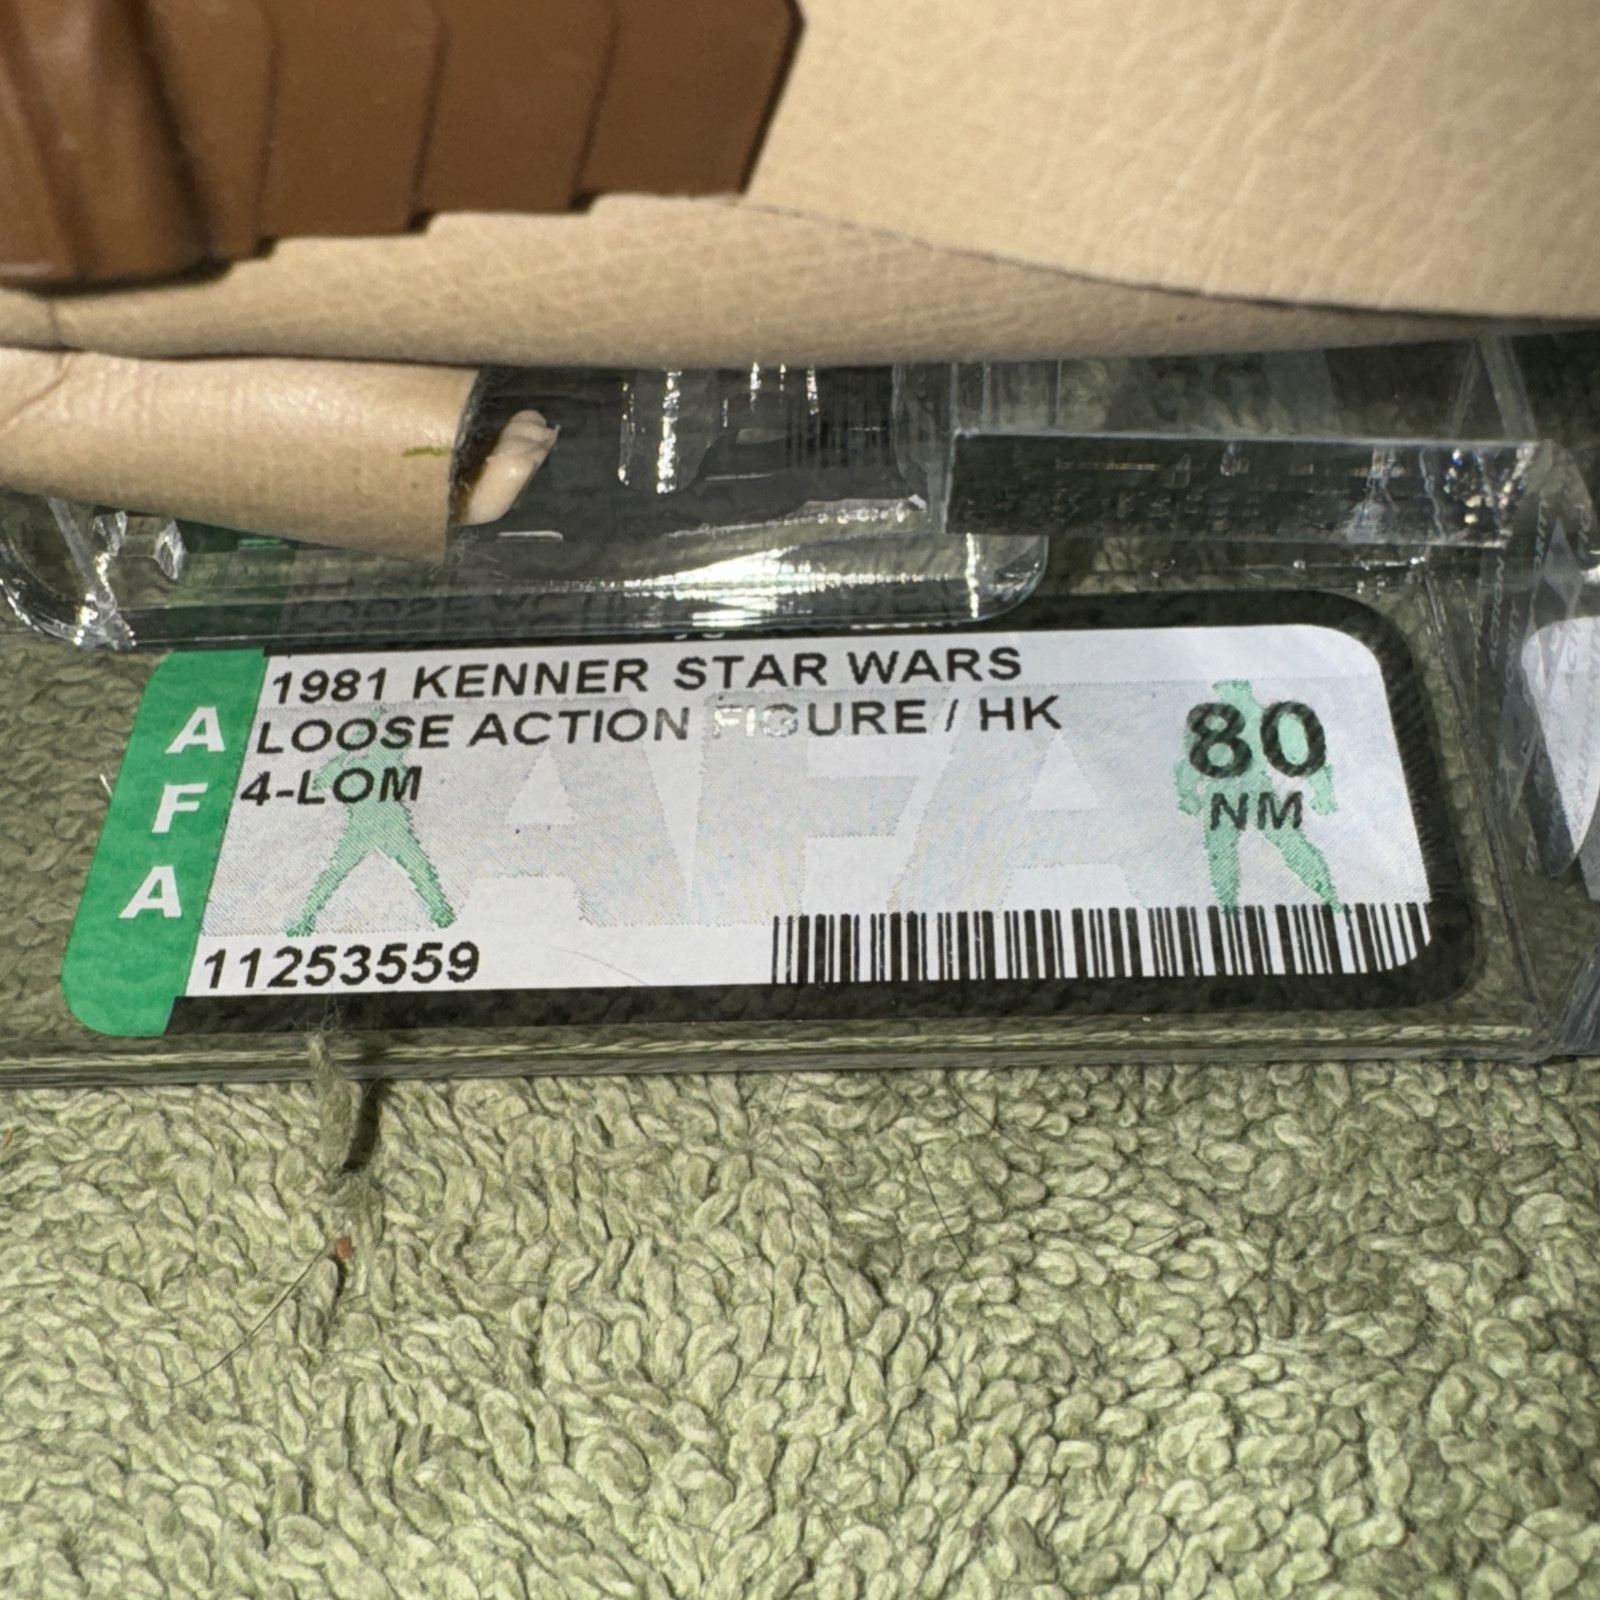 1981 KENNER STAR WARS
LOOSE ACTION FIGURE / HK
4-LOM
80
NM
AFA
11253559